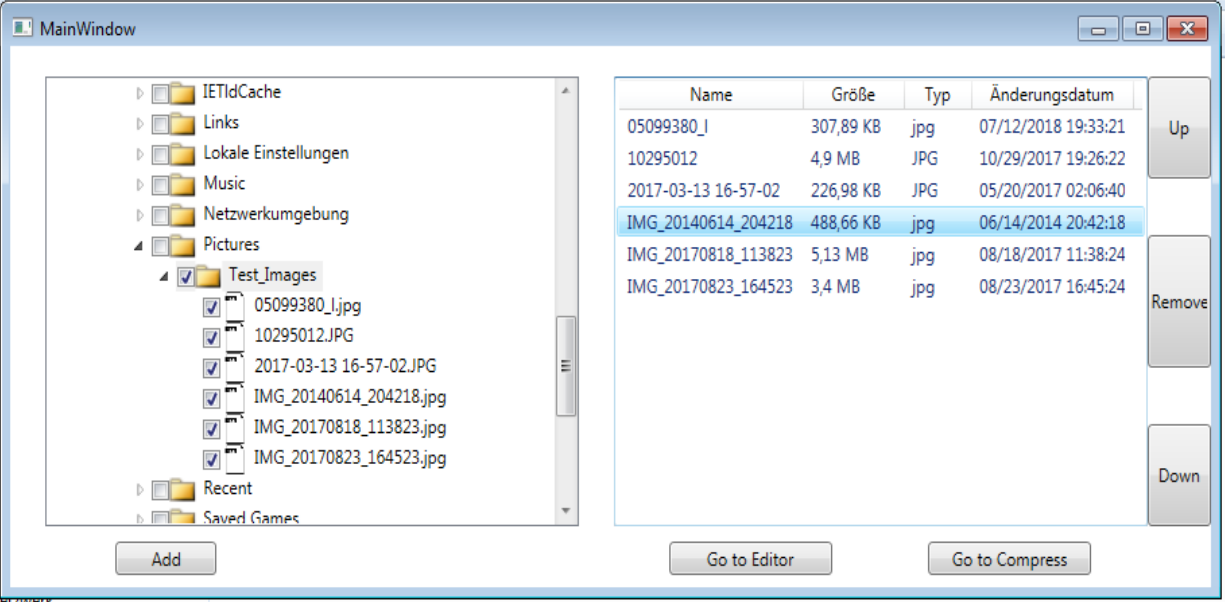 MainWindow
IETldCache
Links
Lokale Einstellungen
Music
Netzwerkumgebung
Pictures
Test_Images
05099380_l.jpg
10295012.JPG
2017-03-13 16-57-02.JPG
IMG_20140614_204218.jpg
IMG_20170818_113823.jpg
IMG_20170823_164523.jpg
Recent
Saved Games
Add
Name Größe Typ Änderungsdatum
05099380_l 307,89 KB jpg 07/12/2018 19:33:21
10295012 4,9 MB JPG 10/29/2017 19:26:22
2017-03-13 16-57-02 226,98 KB JPG 05/20/2017 02:06:40
IMG_20140614_204218 488,66 KB jpg 06/14/2014 20:42:18
IMG_20170818_113823 5,13 MB jpg 08/18/2017 11:38:24
IMG_20170823_164523 3,4 MB jpg 08/23/2017 16:45:24
Up
Remove
Down
Go to Editor
Go to Compress